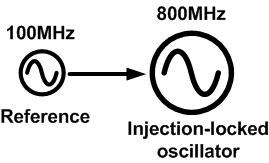 800MHz
100MHz
Reference
Injection-locked
oscillator